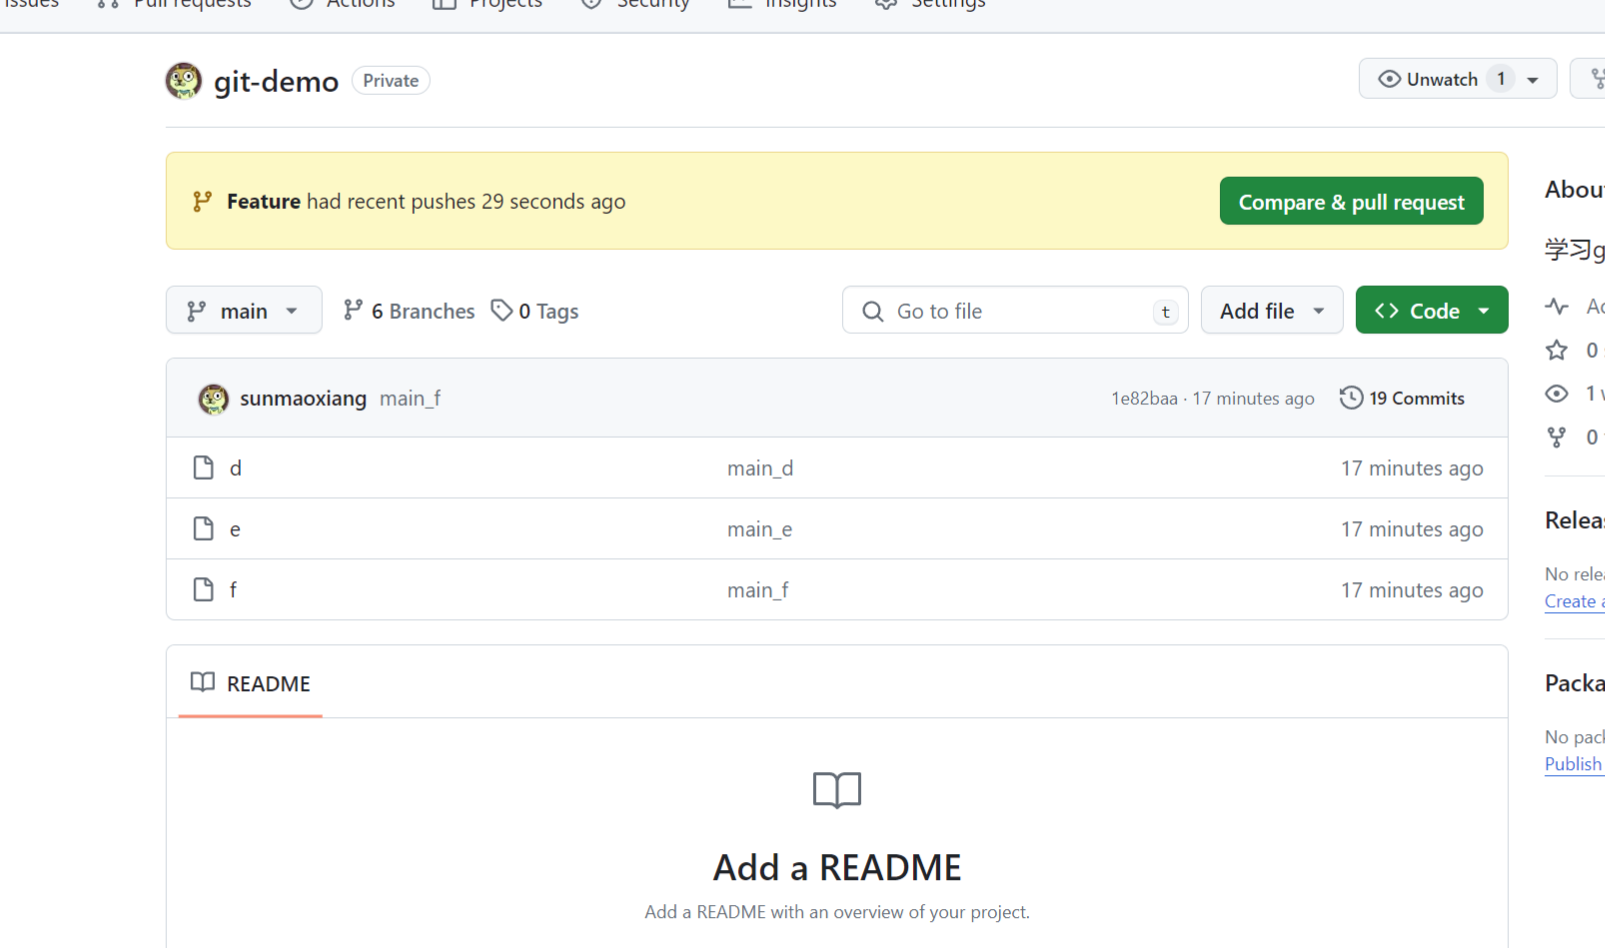 Issues Pull requests Actions Projects Security Insights Settings
git-demo Private
Unwatch 1
Feature had recent pushes 29 seconds ago
Compare & pull request
main 6 Branches 0 Tags
Go to file t
Add file
Code
sunmaoxiang main_f
1e82baa · 17 minutes ago 19 Commits
d main_d 17 minutes ago
e main_e 17 minutes ago
f main_f 17 minutes ago
README
Add a README
Add a README with an overview of your project.
About
学习g
0
1
0
Relea
No rele
Create a
Packa
No pack
Publish